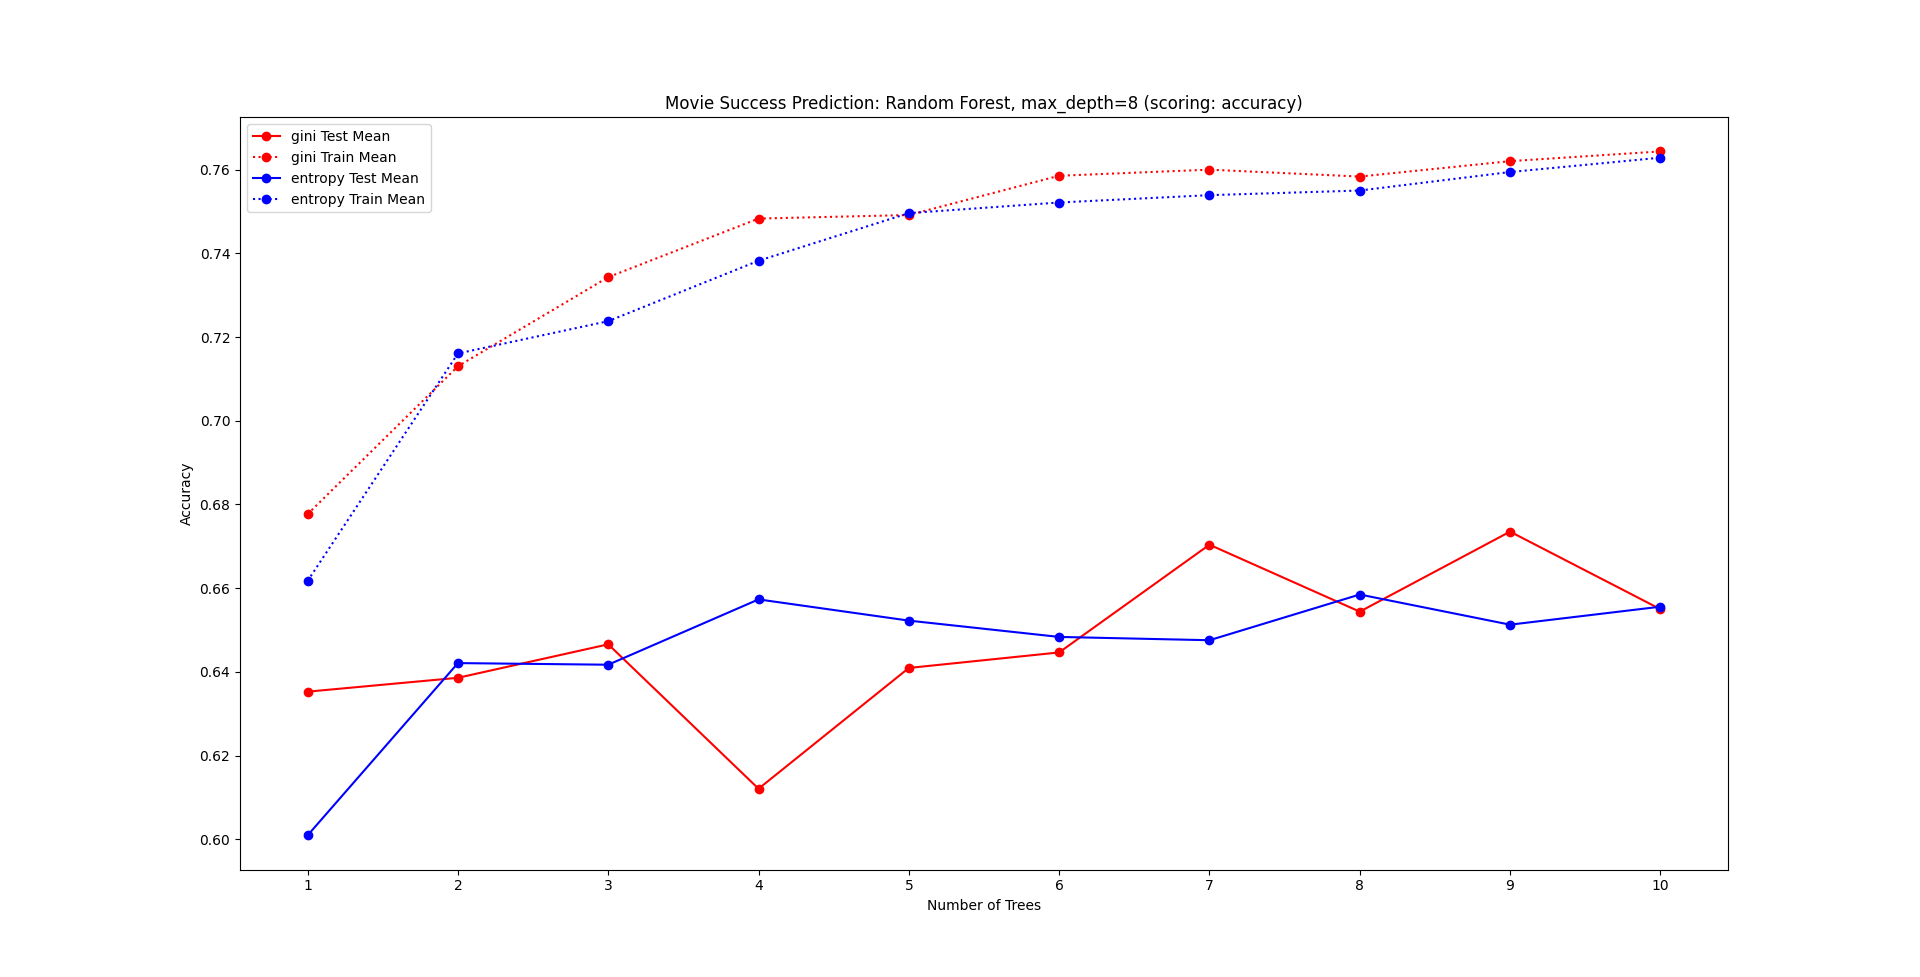 Movie Success Prediction: Random Forest, max_depth=8 (scoring: accuracy)
gini Test Mean
gini Train Mean
entropy Test Mean
entropy Train Mean
0.76
0.74
0.72
0.70
0.68
0.66
0.64
0.62
0.60
Accuracy
1 2 3 4 5 6 7 8 9 10
Number of Trees